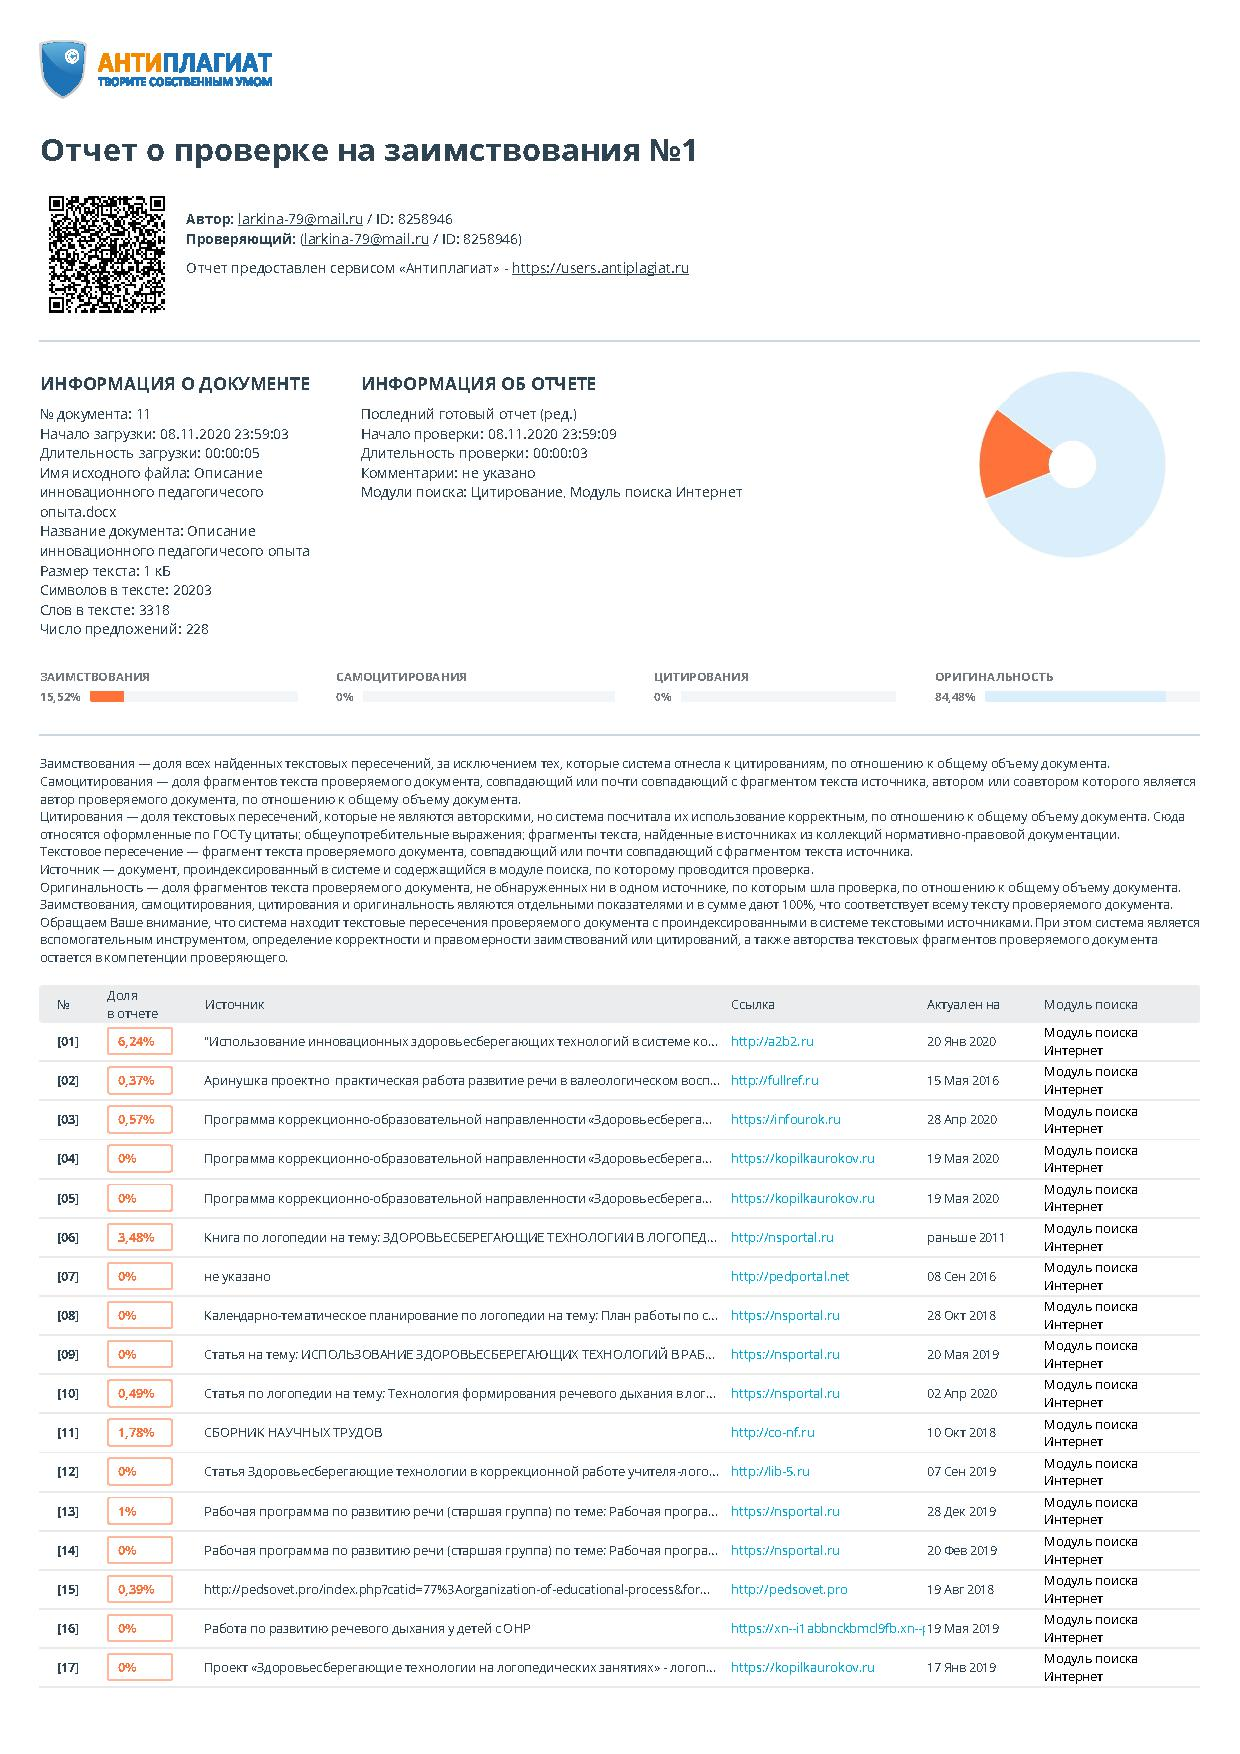 АНТИПЛАГИАТ
ТВОРИТЕ СОБСТВЕННЫМ УМОМ
Отчет о проверке на заимствования №1
Автор: larkina-79@mail.ru / ID: 8258946
Проверяющий: (larkina-79@mail.ru / ID: 8258946)
Отчет предоставлен сервисом «Антиплагиат» - https://users.antiplagiat.ru
ИНФОРМАЦИЯ О ДОКУМЕНТЕ
№ документа: 11
Начало загрузки: 08.11.2020 23:59:03
Длительность загрузки: 00:00:05
Имя исходного файла: Описание
инновационного педагогичесого
опыта.docx
Название документа: Описание
инновационного педагогичесого опыта
Размер текста: 1 кБ
Символов в тексте: 20203
Слов в тексте: 3318
Число предложений: 228
ИНФОРМАЦИЯ ОБ ОТЧЕТЕ
Последний готовый отчет (ред.)
Начало проверки: 08.11.2020 23:59:09
Длительность проверки: 00:00:03
Комментарии: не указано
Модули поиска: Цитирование, Модуль поиска Интернет
ЗАИМСТВОВАНИЯ
15,52%
САМОЦИТИРОВАНИЯ
0%
ЦИТИРОВАНИЯ
0%
ОРИГИНАЛЬНОСТЬ
84,48%
Заимствования — доля всех найденных текстовых пересечений, за исключением тех, которые система отнесла к цитированиям, по отношению к общему объему документа.
Самоцитирования — доля фрагментов текста проверяемого документа, совпадающий или почти совпадающий с фрагментом текста источника, автором или соавтором которого является
автор проверяемого документа, по отношению к общему объему документа.
Цитирования — доля текстовых пересечений, которые не являются авторскими, но система посчитала их использование корректным, по отношению к общему объему документа. Сюда
относятся оформленные по ГОСТу цитаты; общеупотребительные выражения; фрагменты текста, найденные в источниках из коллекций нормативно-правовой документации.
Текстовое пересечение — фрагмент текста проверяемого документа, совпадающий или почти совпадающий с фрагментом текста источника.
Источник — документ, проиндексированный в системе и содержащийся в модуле поиска, по которому проводится проверка.
Оригинальность — доля фрагментов текста проверяемого документа, не обнаруженных ни в одном источнике, по которым шла проверка, по отношению к общему объему документа.
Заимствования, самоцитирования, цитирования и оригинальность являются отдельными показателями и в сумме дают 100%, что соответствует всему тексту проверяемого документа.
Обращаем Ваше внимание, что система находит текстовые пересечения проверяемого документа с проиндексированными в системе текстовыми источниками. При этом система является
вспомогательным инструментом, определение корректности и правомерности заимствований или цитирований, а также авторства текстовых фрагментов проверяемого документа
остается в компетенции проверяющего.
№ Доля в отчете Источник Ссылка Актуален на Модуль поиска
[01] 6,24% "Использование инновационных здоровьесберегающих технологий в системе ко... http://a2b2.ru 20 Янв 2020 Модуль поиска Интернет
[02] 0,37% Аринушка проектно практическая работа развитие речи в валеологическом восп... http://fullref.ru 15 Мая 2016 Модуль поиска Интернет
[03] 0,57% Программа коррекционно-образовательной направленности «Здоровьесберега... https://infourok.ru 28 Апр 2020 Модуль поиска Интернет
[04] 0% Программа коррекционно-образовательной направленности «Здоровьесберега... https://kopilkaurokov.ru 19 Мая 2020 Модуль поиска Интернет
[05] 0% Программа коррекционно-образовательной направленности «Здоровьесберега... https://kopilkaurokov.ru 19 Мая 2020 Модуль поиска Интернет
[06] 3,48% Книга по логопедии на тему: ЗДОРОВЬЕСБЕРЕГАЮЩИЕ ТЕХНОЛОГИИ В ЛОГОПЕД... http://nsportal.ru раньше 2011 Модуль поиска Интернет
[07] 0% не указано http://pedportal.net 08 Сен 2016 Модуль поиска Интернет
[08] 0% Календарно-тематическое планирование по логопедии на тему: План работы по с... https://nsportal.ru 28 Окт 2018 Модуль поиска Интернет
[09] 0% Статья на тему: ИСПОЛЬЗОВАНИЕ ЗДОРОВЬЕСБЕРЕГАЮЩИХ ТЕХНОЛОГИЙ В РАБ... https://nsportal.ru 20 Мая 2019 Модуль поиска Интернет
[10] 0,49% Статья по логопедии на тему: Технология формирования речевого дыхания в лог... https://nsportal.ru 02 Апр 2020 Модуль поиска Интернет
[11] 1,78% СБОРНИК НАУЧНЫХ ТРУДОВ http://co-nf.ru 10 Окт 2018 Модуль поиска Интернет
[12] 0% Статья Здоровьесберегающие технологии в коррекционной работе учителя-лого... http://lib-5.ru 07 Сен 2019 Модуль поиска Интернет
[13] 1% Рабочая программа по развитию речи (старшая группа) по теме: Рабочая програ... https://nsportal.ru 28 Дек 2019 Модуль поиска Интернет
[14] 0% Рабочая программа по развитию речи (старшая группа) по теме: Рабочая програ... https://nsportal.ru 20 Фев 2019 Модуль поиска Интернет
[15] 0,39% http://pedsovet.pro/index.php?catid=77%3Aorganization-of-educational-process&for... http://pedsovet.pro 19 Авг 2018 Модуль поиска Интернет
[16] 0% Работа по развитию речевого дыхания у детей с ОНР https://xn--i1abbnckbmcl9fb.xn--p 19 Мая 2019 Модуль поиска Интернет
[17] 0% Проект «Здоровьесберегающие технологии на логопедических занятиях» - логоп... https://kopilkaurokov.ru 17 Янв 2019 Модуль поиска Интернет